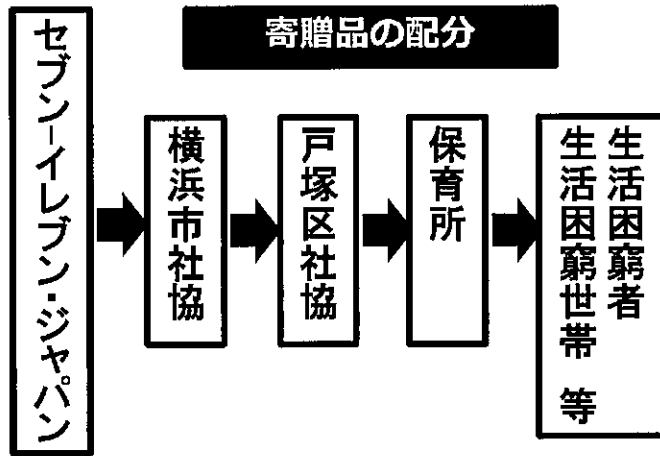 寄贈品の配分
セブン-イレブン・ジャパン
横浜市社協
戸塚区社協
保育所
生活困窮者
生活困窮世帯 等